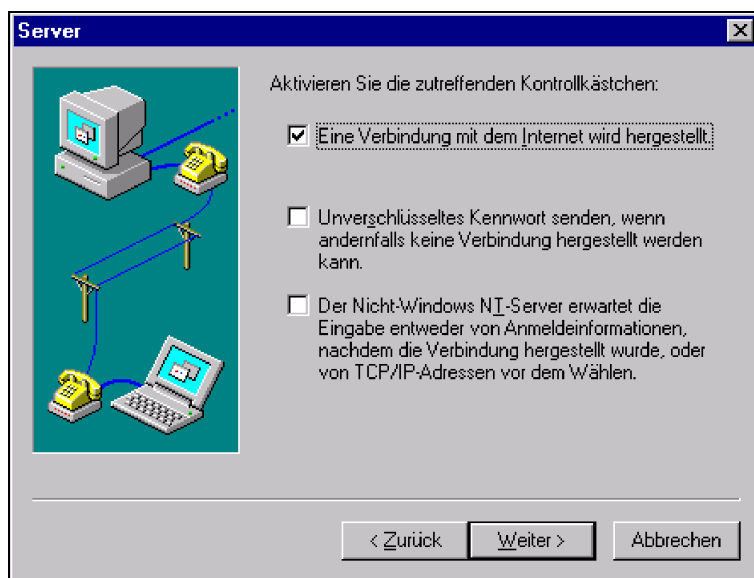 Server
Aktivieren Sie die zutreffenden Kontrollkästchen:
Eine Verbindung mit dem Internet wird hergestellt.
Unverschlüsseltes Kennwort senden, wenn
andernfalls keine Verbindung hergestellt werden
kann.
Der Nicht-Windows NT-Server erwartet die
Eingabe entweder von Anmeldeinformationen,
nachdem die Verbindung hergestellt wurde, oder
von TCP/IP-Adressen vor dem Wählen.
< Zurück Weiter > Abbrechen